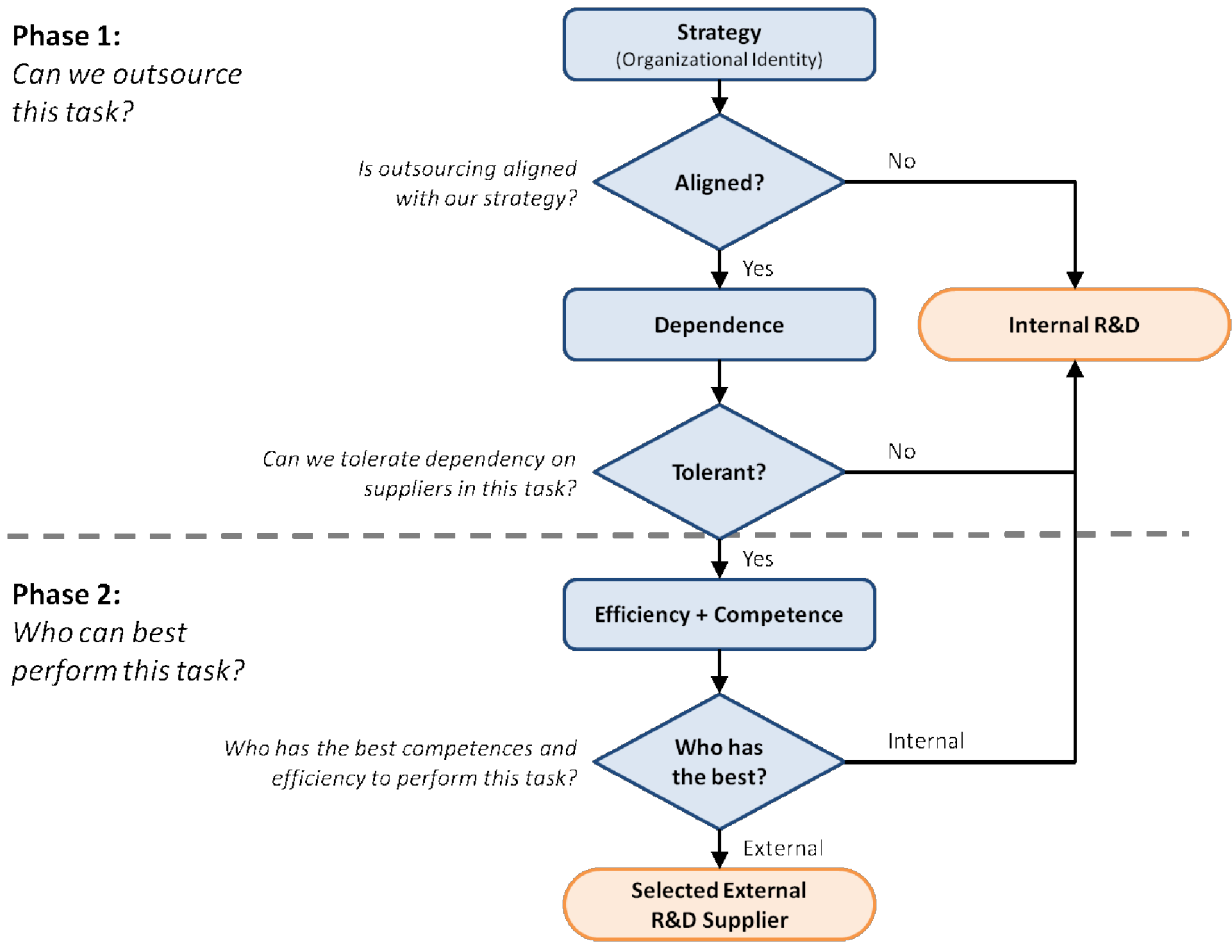 Phase 1:
Can we outsource
this task?
Strategy
(Organizational Identity)
Is outsourcing aligned
with our strategy?
Aligned?
No
Yes
Dependence
Internal R&D
Can we tolerate dependency on
suppliers in this task?
Tolerant?
No
Yes
Phase 2:
Who can best
perform this task?
Efficiency + Competence
Who has the best competences and
efficiency to perform this task?
Who has
the best?
Internal
External
Selected External
R&D Supplier